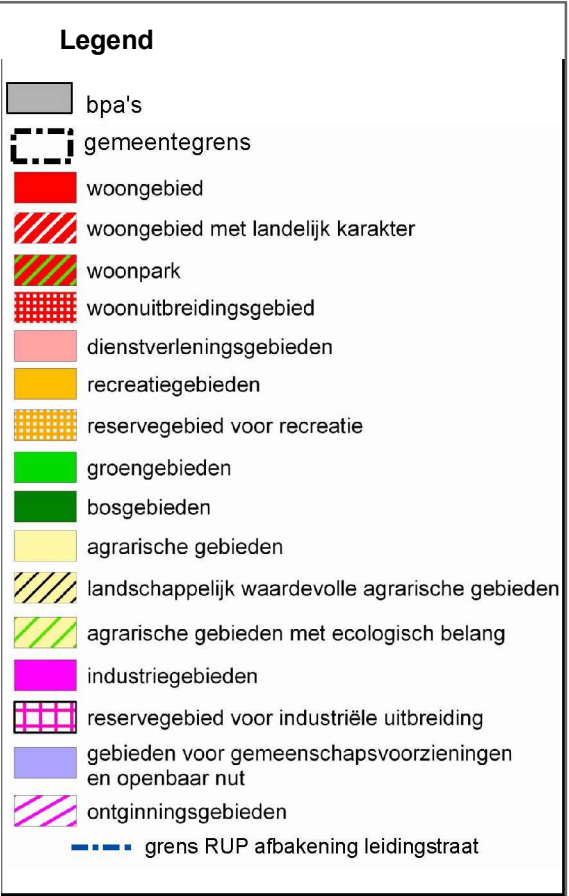 Legend
bpa's
gemeentegrens
woongebied
woongebied met landelijk karakter
woonpark
woonuitbreidingsgebied
dienstverleningsgebieden
recreatiegebieden
reservegebied voor recreatie
groengebieden
bosgebieden
agrarische gebieden
landschappelijk waardevolle agrarische gebieden
agrarische gebieden met ecologisch belang
industriegebieden
reservegebied voor industriële uitbreiding
gebieden voor gemeenschapsvoorzieningen
en openbaar nut
ontginningsgebieden
grens RUP afbakening leidingstraat